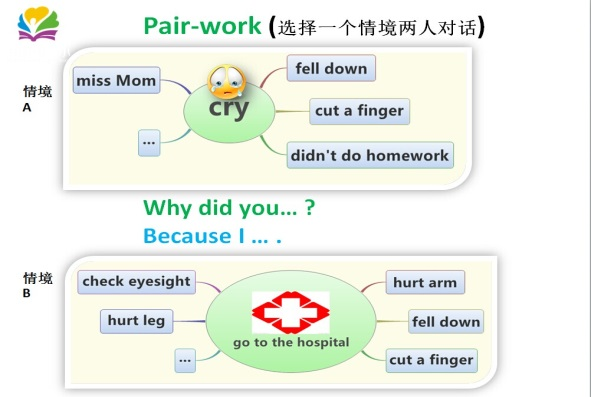 Pair-work (选择一个情境两人对话)
情境
A
miss Mom
cry
fell down
cut a finger
...
didn't do homework
Why did you... ?
Because I ... .
情境
B
check eyesight
hurt leg
...
go to the hospital
hurt arm
fell down
cut a finger